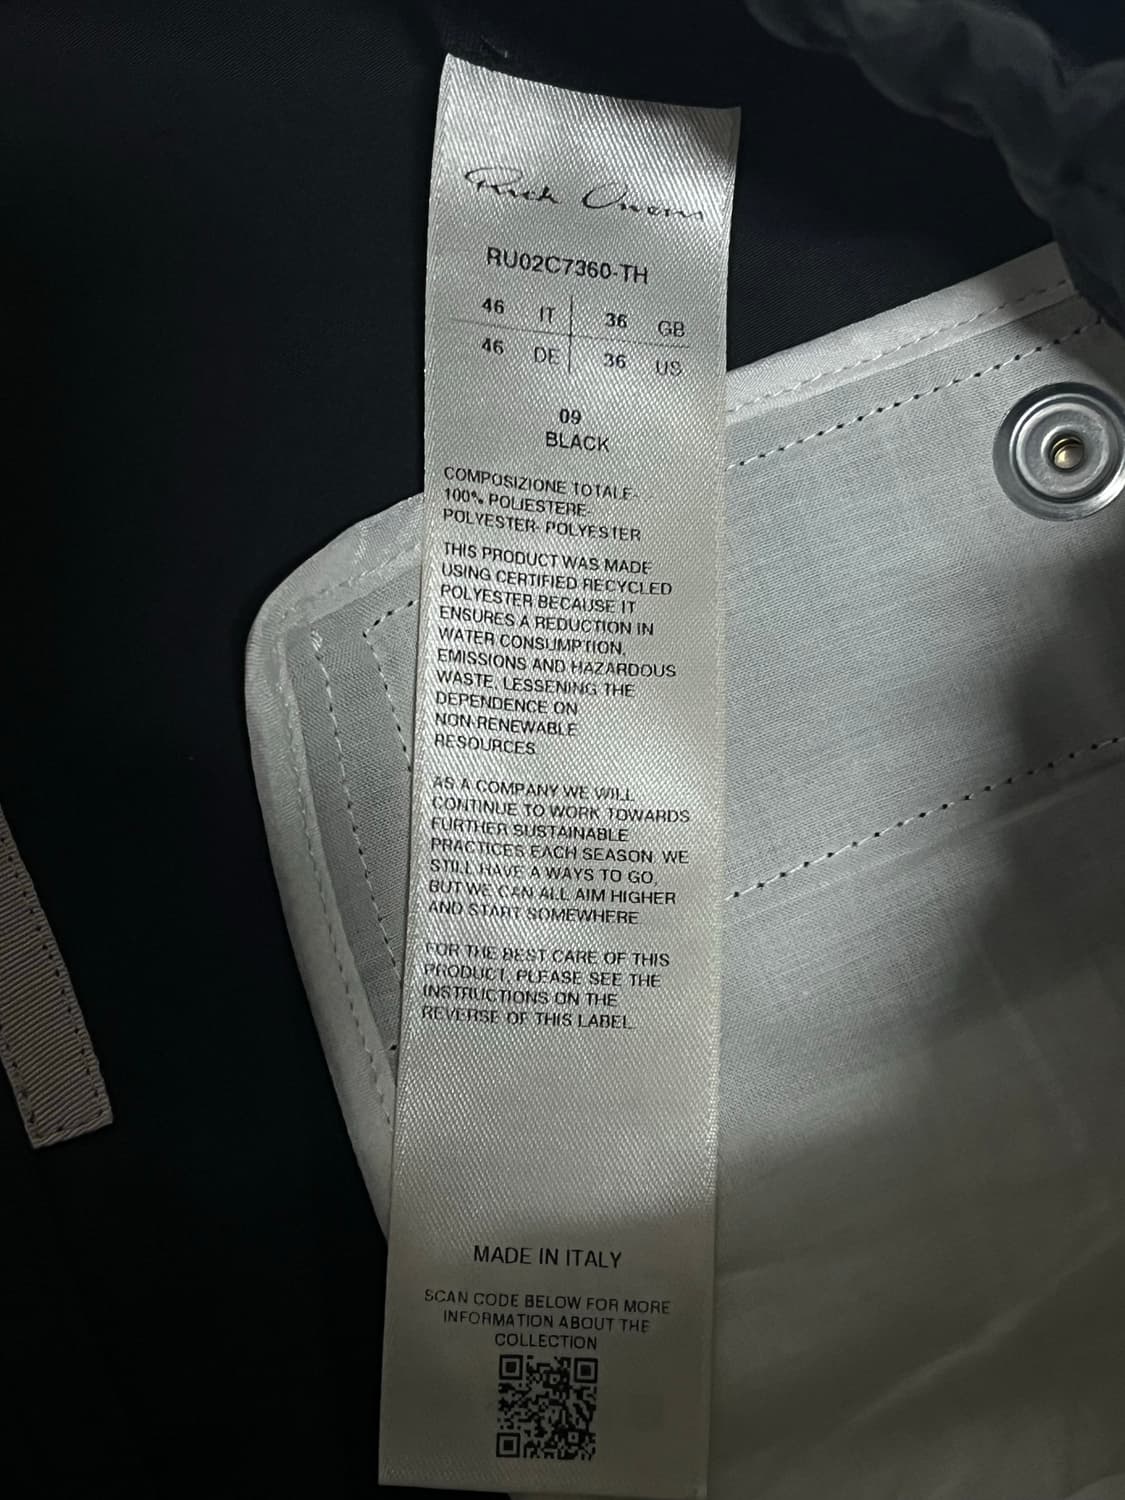 Rick Owens
RU02C7360-TH
46 IT 36 GB
46 DE 36 US
09
BLACK
COMPOSIZIONE TOTALE-
100% POLIESTERE.
POLYESTER- POLYESTER
THIS PRODUCT WAS MADE
USING CERTIFIED RECYCLED
POLYESTER BECAUSE IT
ENSURES A REDUCTION IN
WATER CONSUMPTION,
EMISSIONS AND HAZARDOUS
WASTE, LESSENING THE
DEPENDENCE ON
NON-RENEWABLE
RESOURCES.
AS A COMPANY WE WILL
CONTINUE TO WORK TOWARDS
FURTHER SUSTAINABLE
PRACTICES EACH SEASON. WE
STILL HAVE A WAYS TO GO,
BUT WE CAN ALL AIM HIGHER
AND START SOMEWHERE.
FOR THE BEST CARE OF THIS
PRODUCT, PLEASE SEE THE
INSTRUCTIONS ON THE
REVERSE OF THIS LABEL.
MADE IN ITALY
SCAN CODE BELOW FOR MORE
INFORMATION ABOUT THE
COLLECTION